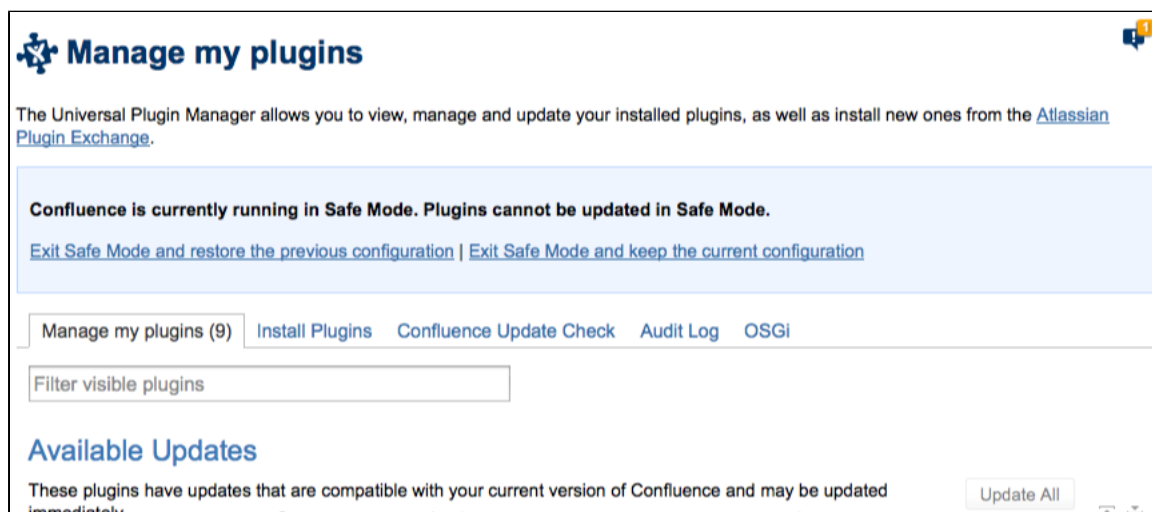 1
Manage my plugins
The Universal Plugin Manager allows you to view, manage and update your installed plugins, as well as install new ones from the Atlassian
Plugin Exchange.
Confluence is currently running in Safe Mode. Plugins cannot be updated in Safe Mode.
Exit Safe Mode and restore the previous configuration | Exit Safe Mode and keep the current configuration
Manage my plugins (9) Install Plugins Confluence Update Check Audit Log OSGi
Filter visible plugins
Available Updates
These plugins have updates that are compatible with your current version of Confluence and may be updated
Update All
immediately.